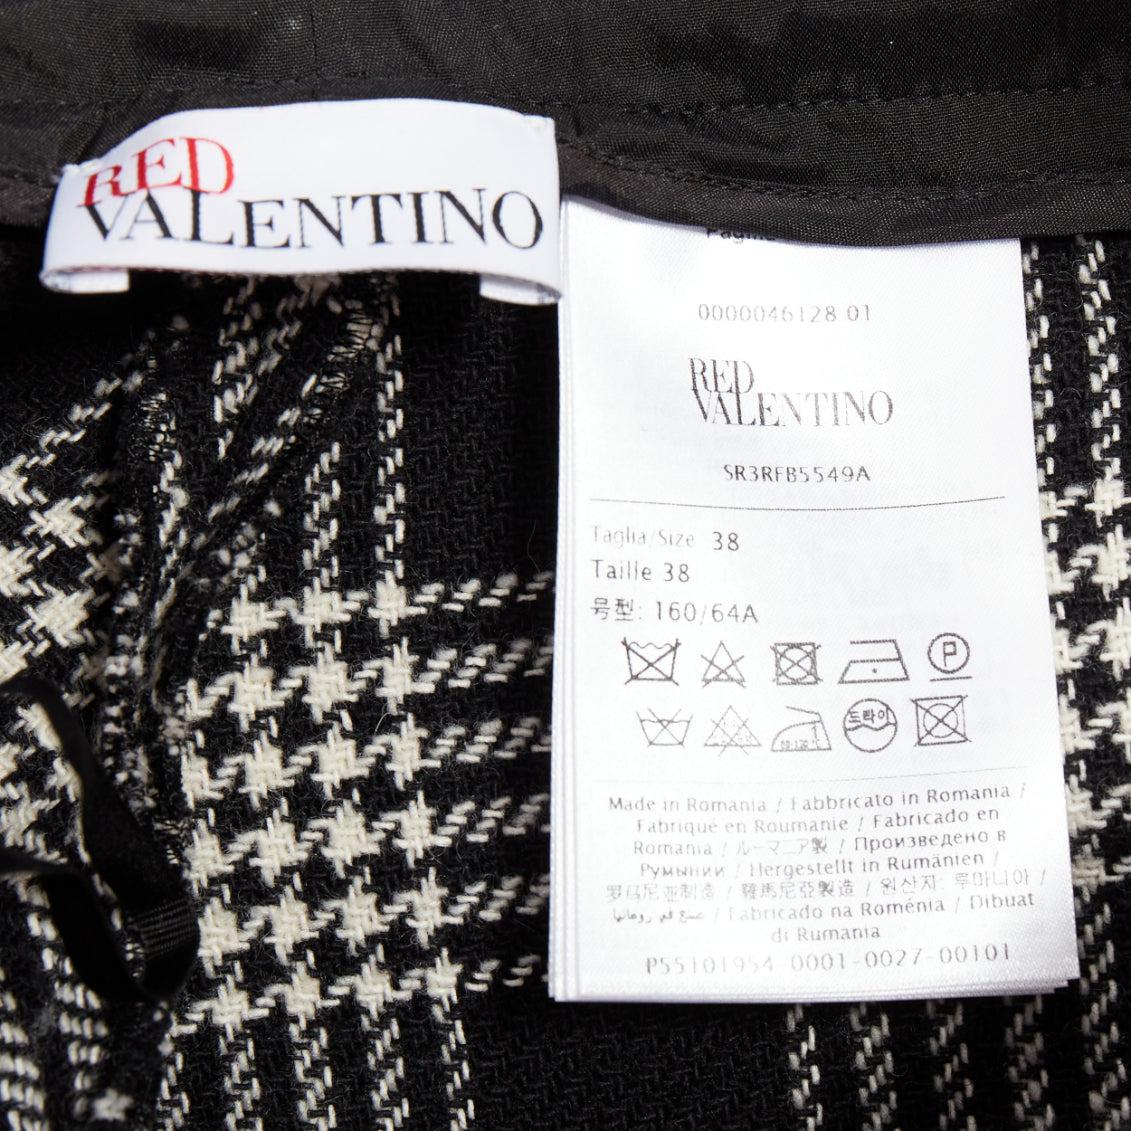 RED
VALENTINO
0000046128 01
RED
VALENTINO
SR3RFB5549A
Taglia/Size 38
Taille 38
号型: 160/64A
P
드라이
Made in Romania / Fabbricato in Romania /
Fabriqué en Roumanie / Fabricado en
Romania / ルーマニア製 / Произведено в
Румынии / Hergestellt in Rumänien /
罗马尼亚制造 / 羅馬尼亞製造 / 원산지: 루마니아 /
صنع في رومانيا / Fabricado na Roménia / Dibuat
di Rumania
P55101954-0001-0027-00101